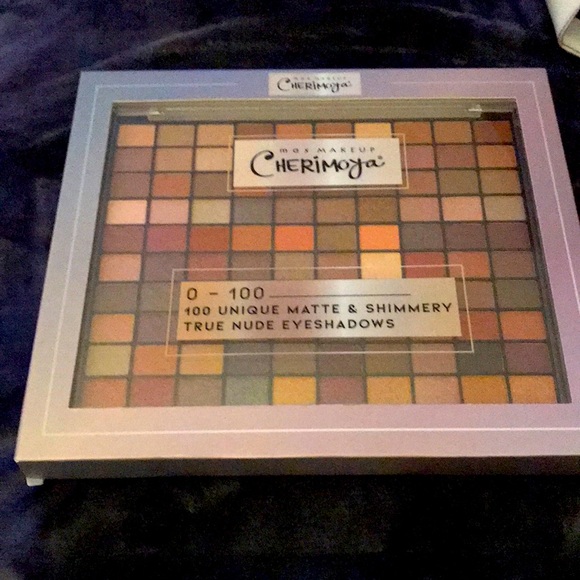 max MAKEUP
CHERiMoyA®
max MAKEUP
CHERiMoyA®
0 - 100
100 UNIQUE MATTE & SHIMMERY
TRUE NUDE EYESHADOWS